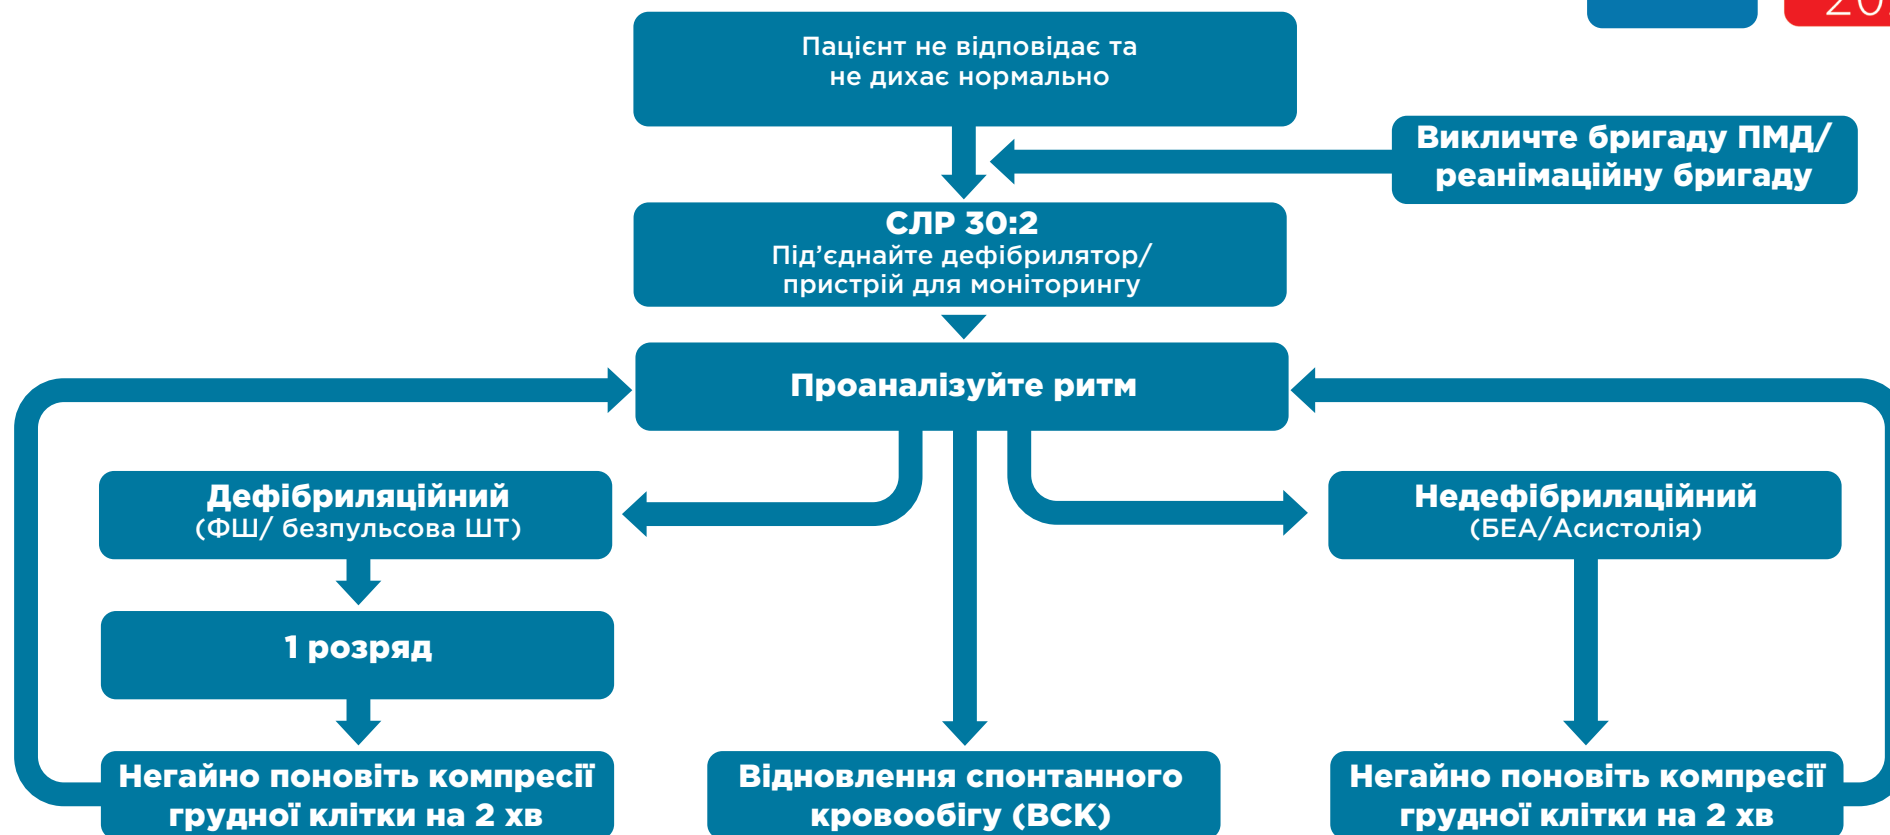 Пацієнт не відповідає та
не дихає нормально
Викличте бригаду ПМД/
реанімаційну бригаду
СЛР 30:2
Під’єднайте дефібрилятор/
пристрій для моніторингу
Проаналізуйте ритм
Дефібриляційний
(ФШ/ безпульсова ШТ)
Недефібриляційний
(БЕА/Асистолія)
1 розряд
Негайно поновіть компресії
грудної клітки на 2 хв
Відновлення спонтанного
кровообігу (ВСК)
Негайно поновіть компресії
грудної клітки на 2 хв